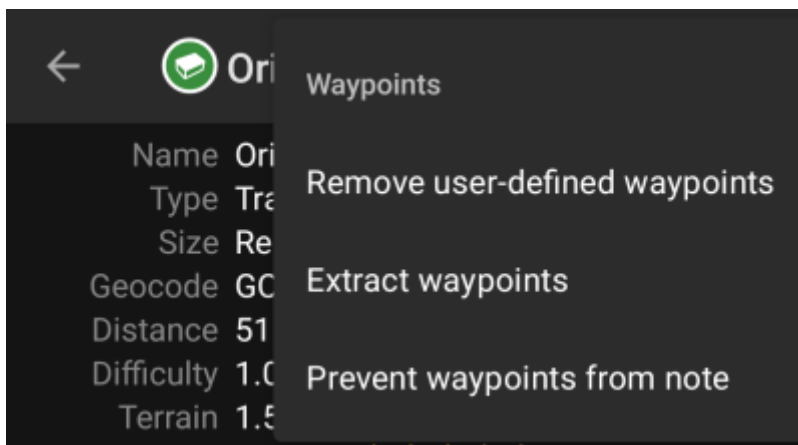 Ori
Waypoints
Name Ori
Type Tra
Size Re
Geocode GC
Distance 51
Difficulty 1.0
Terrain 1.5
Remove user-defined waypoints
Extract waypoints
Prevent waypoints from note